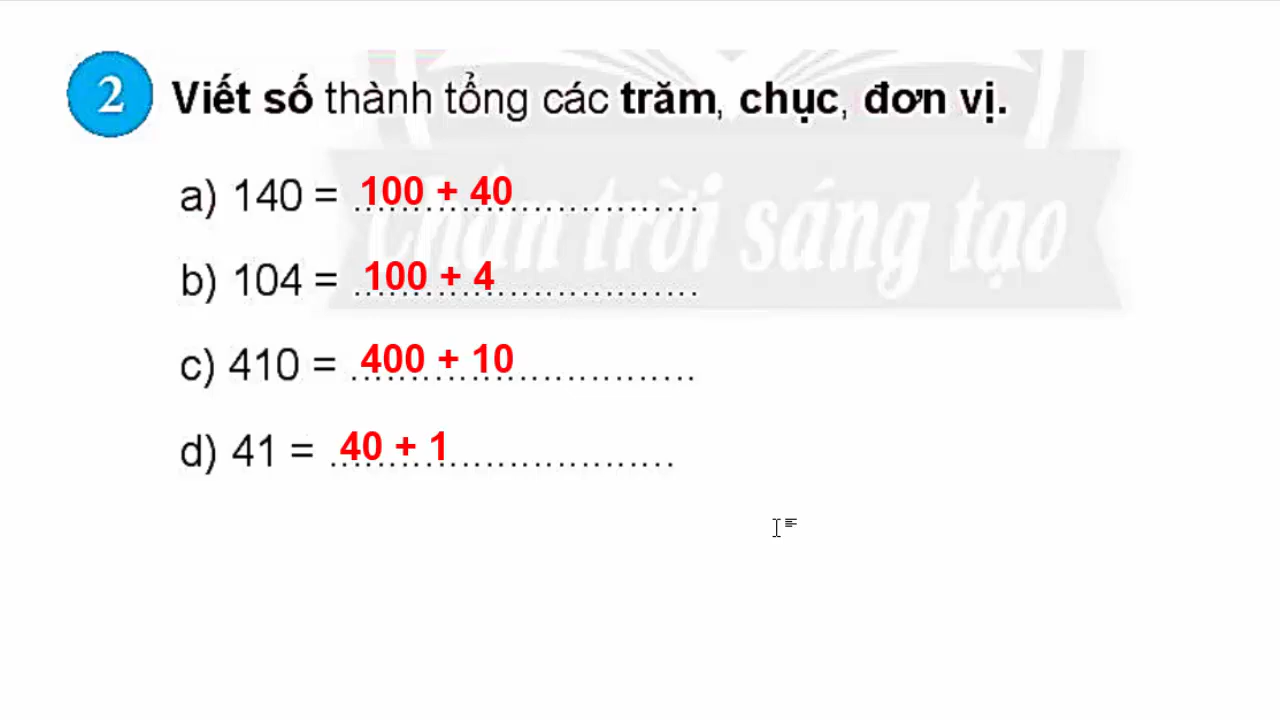 2 Viết số thành tổng các trăm, chục, đơn vị.
Chân trời sáng tạo
a) 140 = 100 + 40
b) 104 = 100 + 4
c) 410 = 400 + 10
d) 41 = 40 + 1